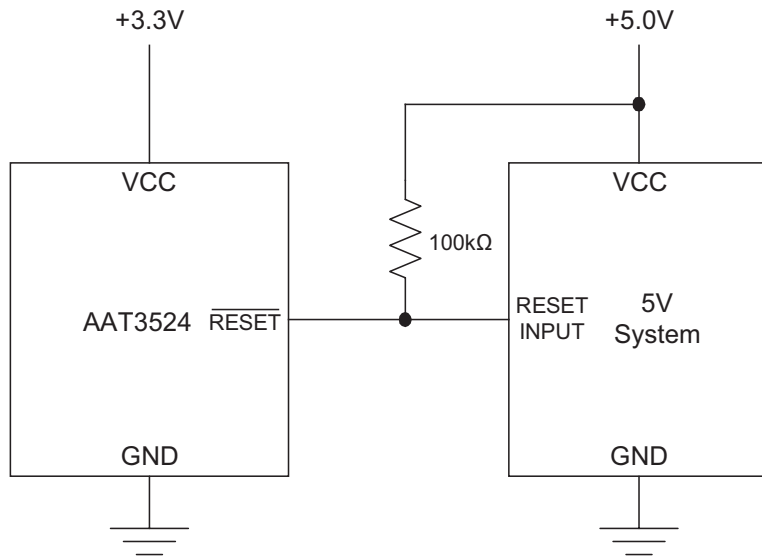 +3.3V
+5.0V
VCC
VCC
100kΩ
AAT3524
RESET
RESET
INPUT
5V
System
GND
GND